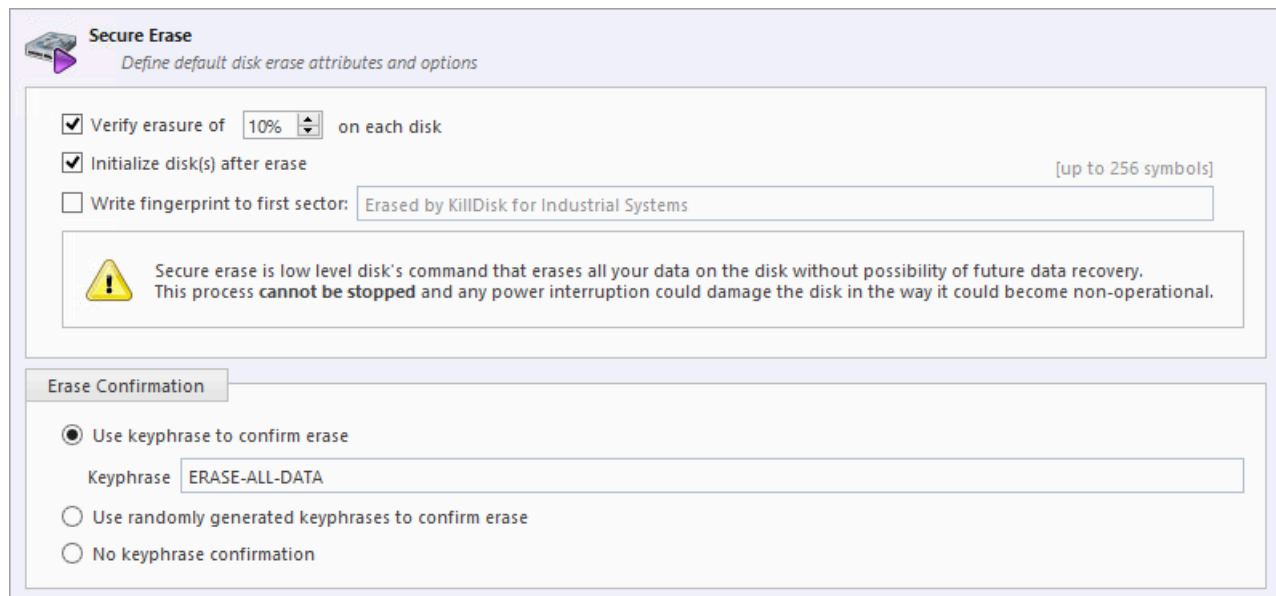 Secure Erase
Define default disk erase attributes and options
Verify erasure of 10% on each disk
Initialize disk(s) after erase
[up to 256 symbols]
Write fingerprint to first sector: Erased by KillDisk for Industrial Systems
Secure erase is low level disk's command that erases all your data on the disk without possibility of future data recovery.
This process cannot be stopped and any power interruption could damage the disk in the way it could become non-operational.
Erase Confirmation
Use keyphrase to confirm erase
Keyphrase ERASE-ALL-DATA
Use randomly generated keyphrases to confirm erase
No keyphrase confirmation